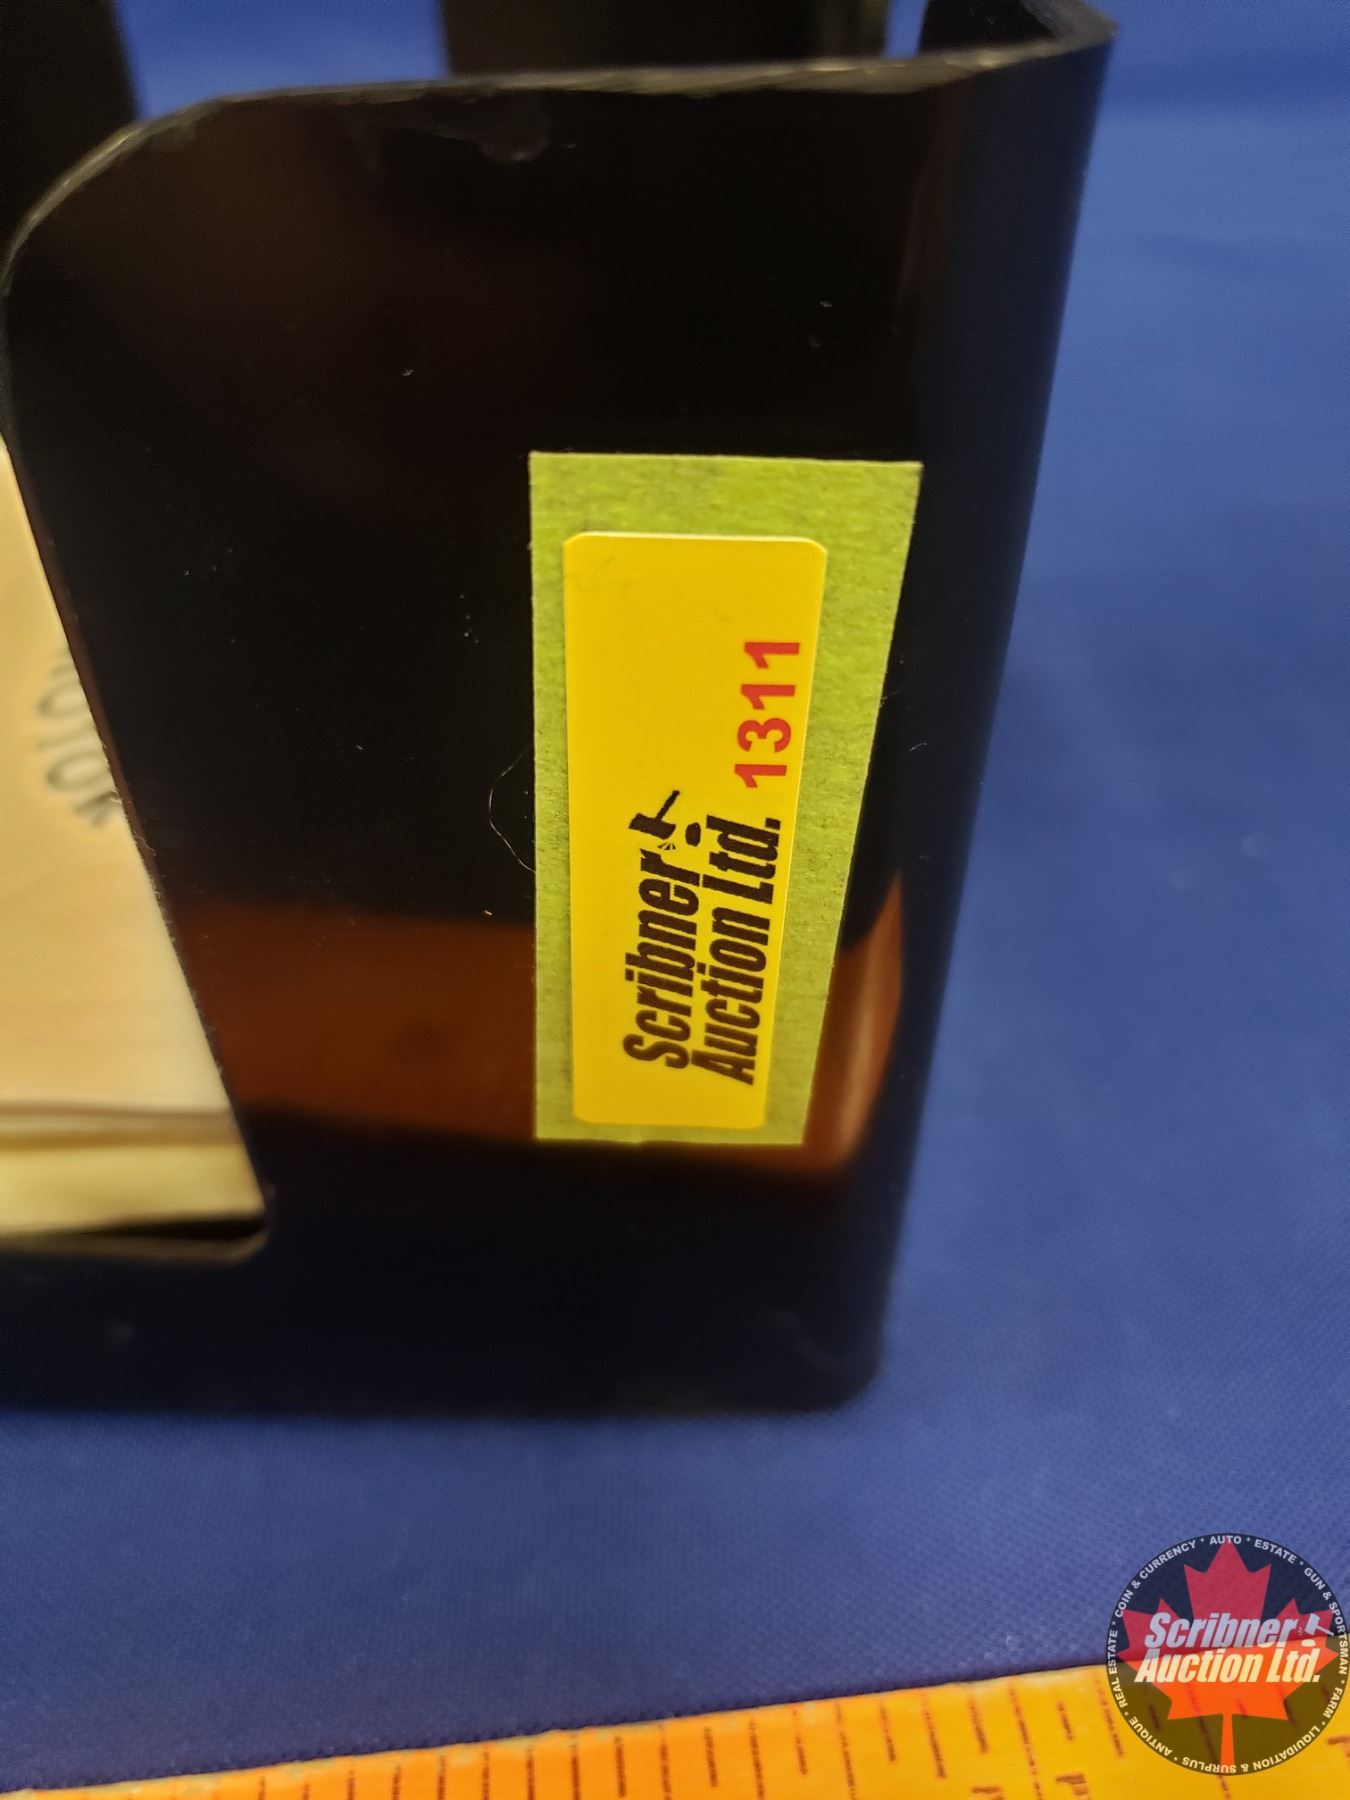 Scribner
Auction Ltd. 1311
Scribner
Auction Ltd.
REAL ESTATE * COIN & CURRENCY * AUTO * ESTATE * GUN & SPORTSMAN * FARM * LIQUIDATION & SURPLUS * ANTIQUE *